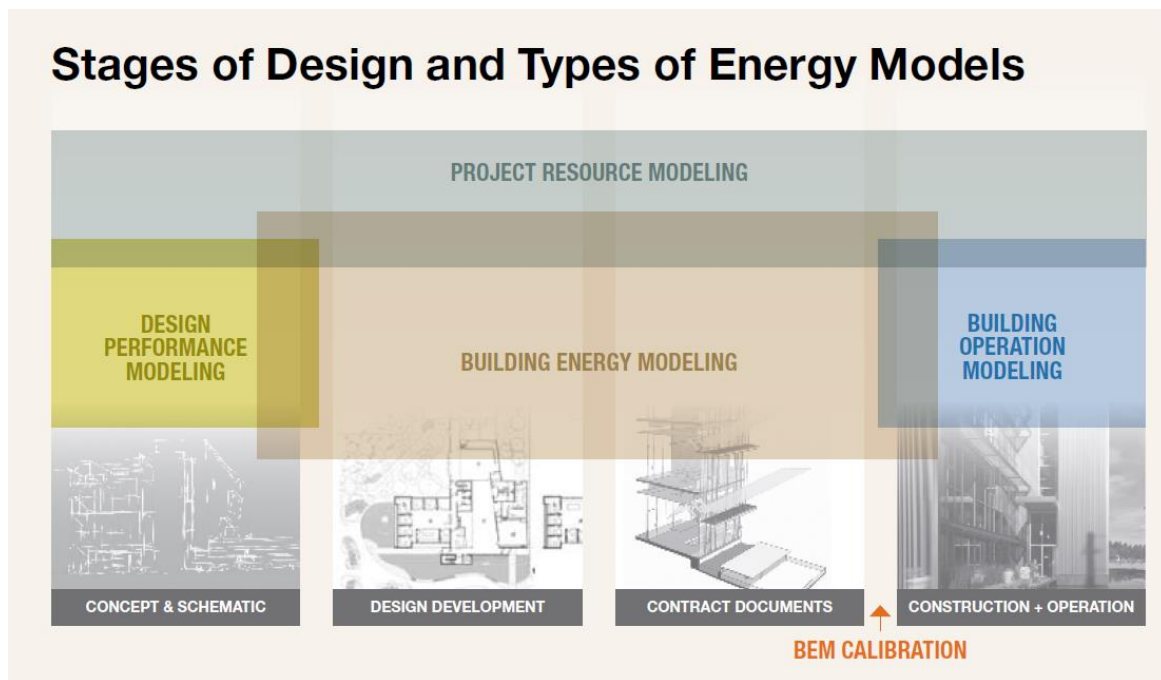 Stages of Design and Types of Energy Models
PROJECT RESOURCE MODELING
DESIGN
PERFORMANCE
MODELING
BUILDING ENERGY MODELING
BUILDING
OPERATION
MODELING
CONCEPT & SCHEMATIC
DESIGN DEVELOPMENT
CONTRACT DOCUMENTS
CONSTRUCTION + OPERATION
BEM CALIBRATION